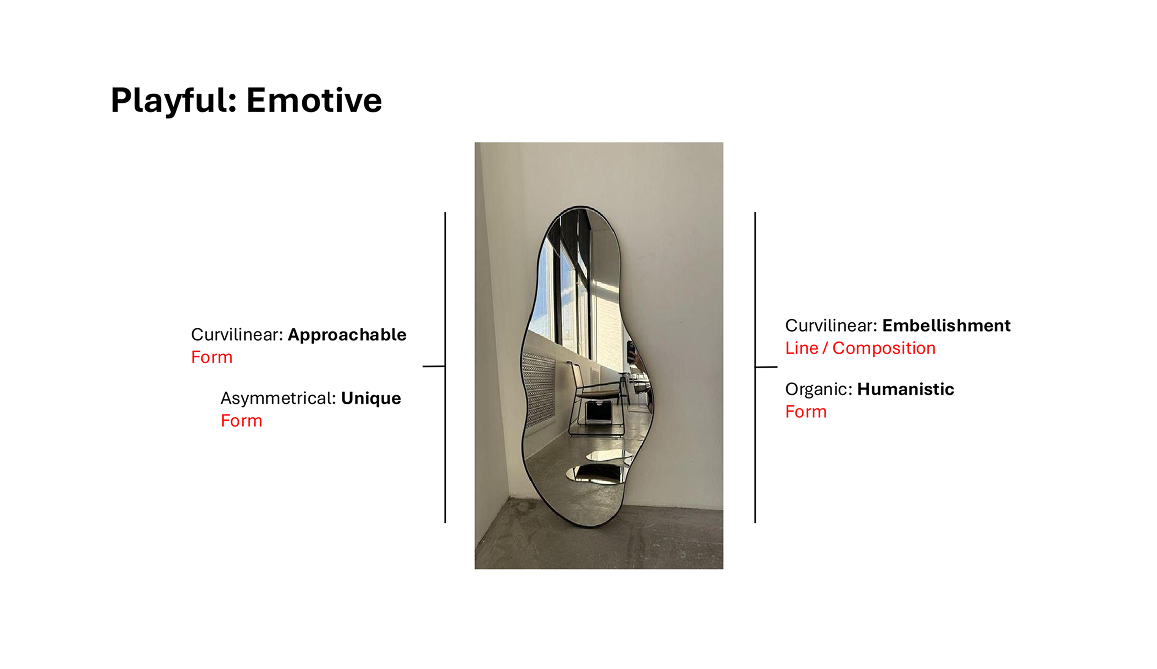 Playful: Emotive
Curvilinear: Approachable
Form
Asymmetrical: Unique
Form
Curvilinear: Embellishment
Line / Composition
Organic: Humanistic
Form